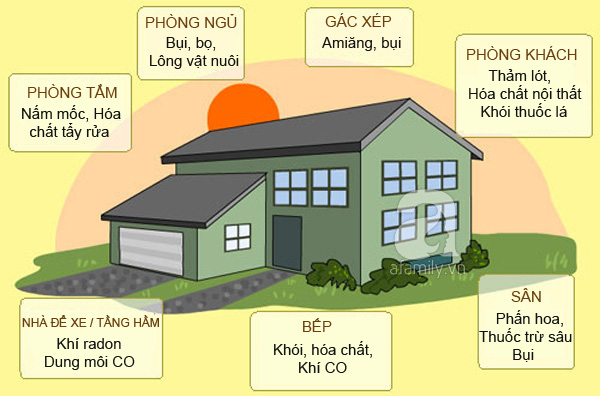 PHÒNG NGỦ
Bụi, bọ,
Lông vật nuôi
GÁC XÉP
Amiăng, bụi
PHÒNG KHÁCH
Thảm lót,
Hóa chất nội thất
Khói thuốc lá
PHÒNG TẮM
Nấm mốc, Hóa
chất tẩy rửa
afamily.vn
NHÀ ĐỂ XE / TẦNG HẦM
Khí radon
Dung môi CO
BẾP
Khói, hóa chất,
Khí CO
SÂN
Phấn hoa,
Thuốc trừ sâu
Bụi